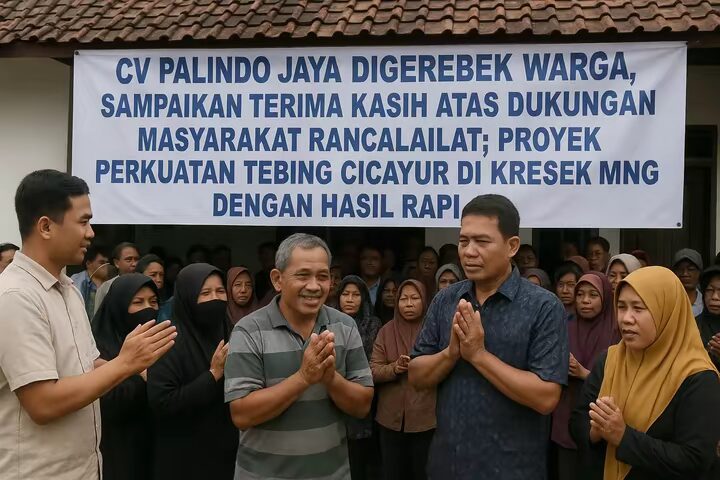 CV PALINDO JAYA DIGEREBEK WARGA,
SAMPAIKAN TERIMA KASIH ATAS DUKUNGAN
MASYARAKAT RANCALAILAT; PROYEK
PERKUATAN TEBING CICAYUR DI KRESEK MNG
DENGAN HASIL RAPI